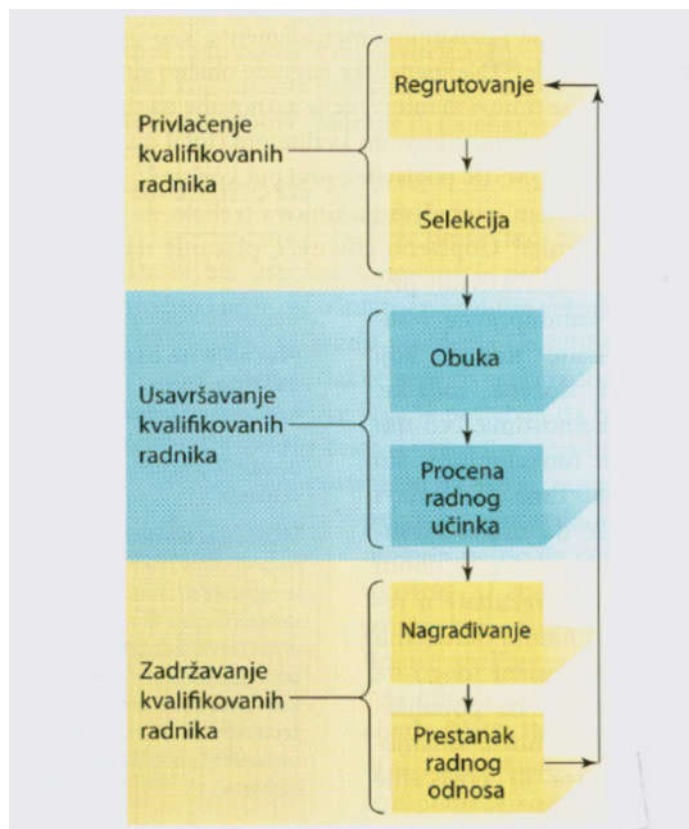 Privlačenje
kvalifikovanih
radnika
Regrutovanje
Selekcija
Usavršavanje
kvalifikovanih
radnika
Obuka
Procena
radnog
učinka
Zadržavanje
kvalifikovanih
radnika
Nagrađivanje
Prestanak
radnog
odnosa